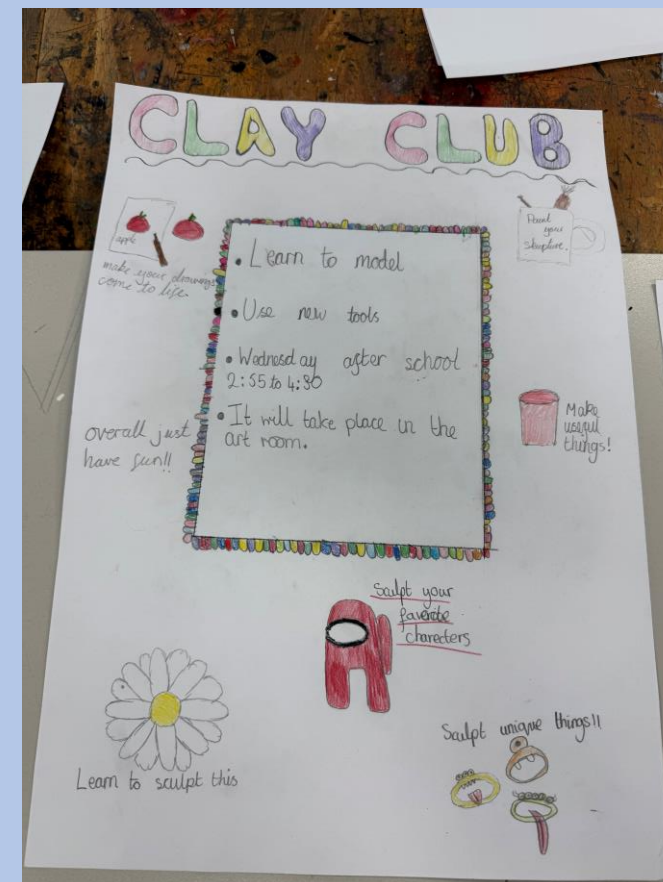 CLAY CLUB
apple
make your drawings
come to life.
Paint
your
Sculpture.
• Learn to model
• Use new tools
• Wednesday after school
2:55 to 4:30
• It will take place in the
art room.
overall just
have fun!!
Make
useful
things!
Sculpt your
favorite
charecters
Learn to sculpt this
Sculpt unique things!!